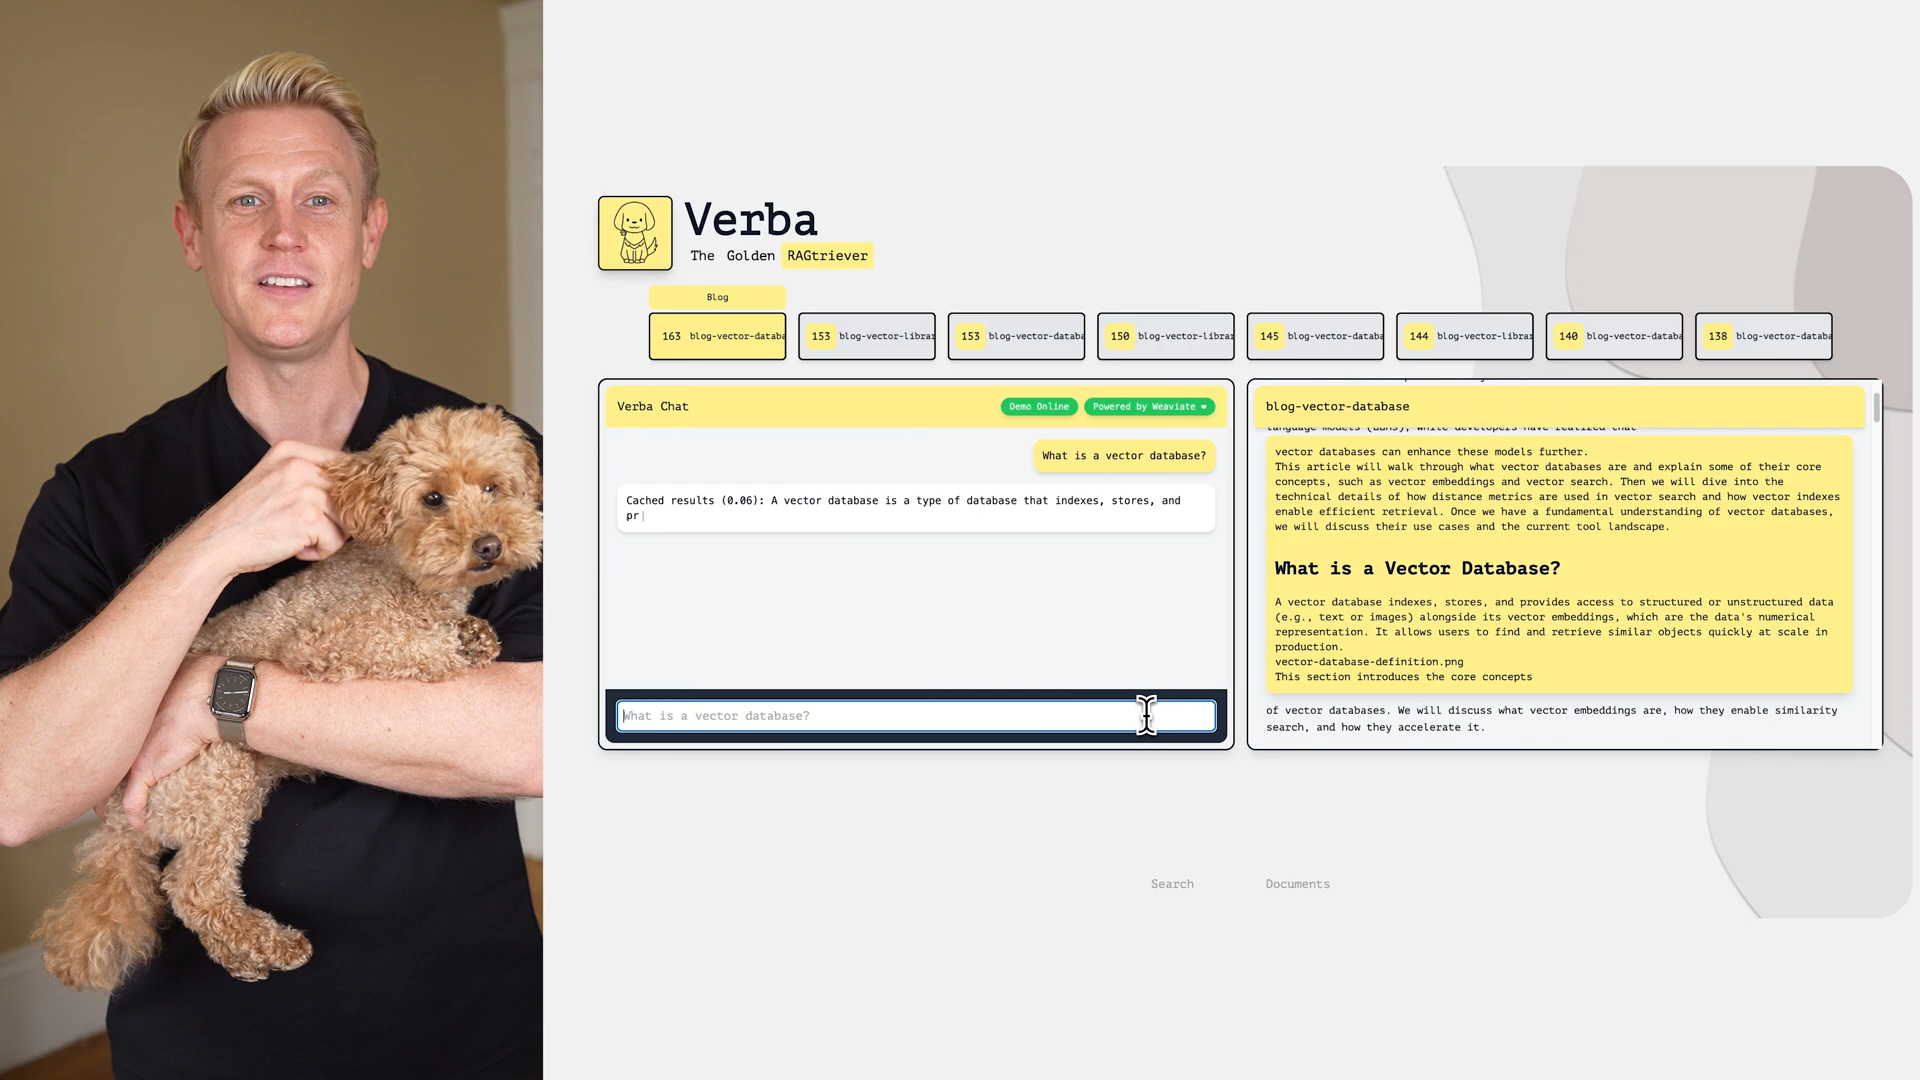 Verba
The Golden RAGtriever
Blog
163 blog-vector-databa
153 blog-vector-librar
153 blog-vector-databa
150 blog-vector-librar
145 blog-vector-databa
144 blog-vector-librar
140 blog-vector-databa
138 blog-vector-databa
Verba Chat
Demo Online
Powered by Weaviate ❤
What is a vector database?
Cached results (0.06): A vector database is a type of database that indexes, stores, and
pr
What is a vector database?
blog-vector-database
language models (LLMs), while developers have realized that
vector databases can enhance these models further.
This article will walk through what vector databases are and explain some of their core
concepts, such as vector embeddings and vector search. Then we will dive into the
technical details of how distance metrics are used in vector search and how vector indexes
enable efficient retrieval. Once we have a fundamental understanding of vector databases,
we will discuss their use cases and the current tool landscape.
What is a Vector Database?
A vector database indexes, stores, and provides access to structured or unstructured data
(e.g., text or images) alongside its vector embeddings, which are the data's numerical
representation. It allows users to find and retrieve similar objects quickly at scale in
production.
vector-database-definition.png
This section introduces the core concepts
of vector databases. We will discuss what vector embeddings are, how they enable similarity
search, and how they accelerate it.
Search
Documents